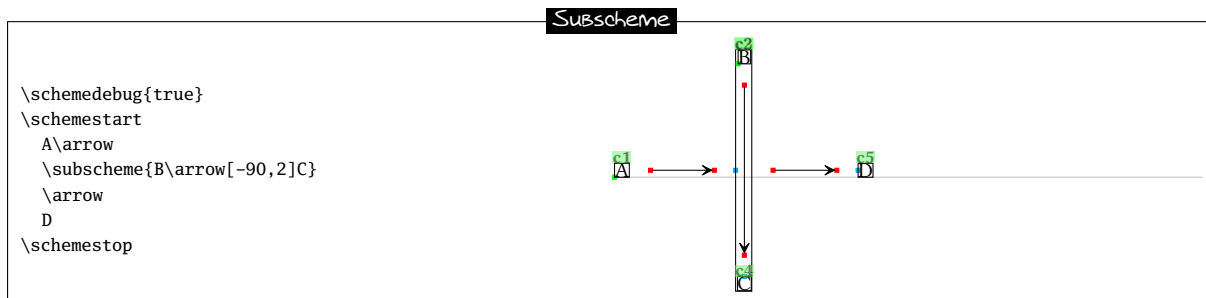 Subscheme
\schemedebug{true}
\schemestart
A\arrow
\subscheme{B\arrow[-90,2]C}
\arrow
D
\schemestop
c2
B
c1
A
c5
D
c4
C